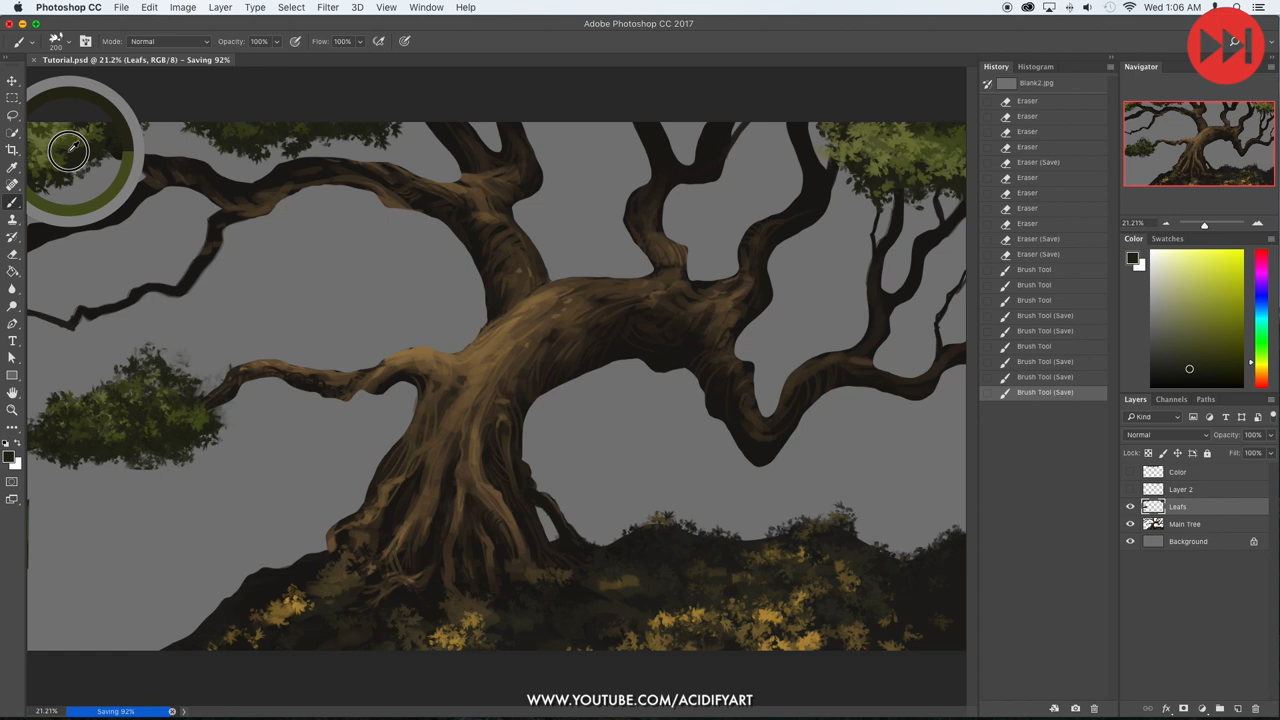 Photoshop CC File Edit Image Layer Type Select Filter 3D View Window Help Wed 1:06 AM
Adobe Photoshop CC 2017
200 Mode: Normal Opacity: 100% Flow: 100%
Tutorial.psd @ 21.2% (Leafs, RGB/8) - Saving 92%
History Histogram
Blank2.jpg
Eraser
Eraser
Eraser
Eraser
Eraser (Save)
Eraser
Eraser
Eraser
Eraser
Eraser (Save)
Eraser (Save)
Brush Tool
Brush Tool
Brush Tool
Brush Tool (Save)
Brush Tool (Save)
Brush Tool
Brush Tool (Save)
Brush Tool (Save)
Brush Tool (Save)
Navigator
21.21%
Color Swatches
Layers Channels Paths
Kind
Normal Opacity: 100%
Lock: Fill: 100%
Color
Layer 2
Leafs
Main Tree
Background
WWW.YOUTUBE.COM/ACIDIFYART
21.21% Saving 92%